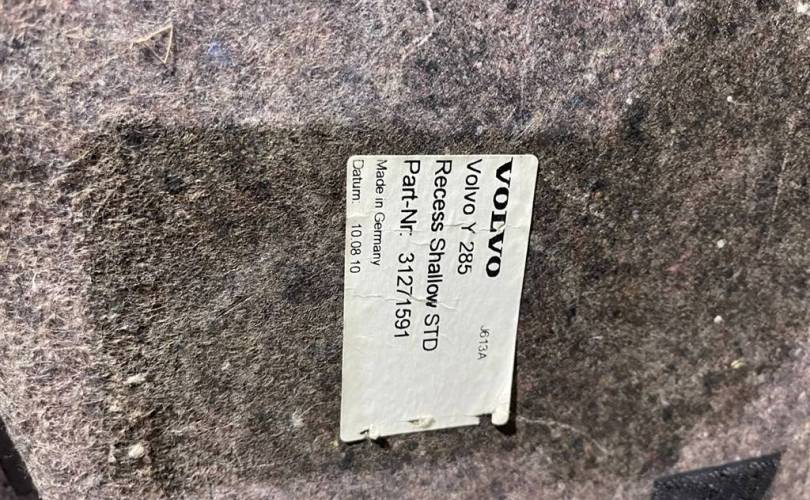 VOLVO
Volvo Y 285 J613A
Recess Shallow STD
Part-Nr. 31271591
Made in Germany
Datum: 10.08.10